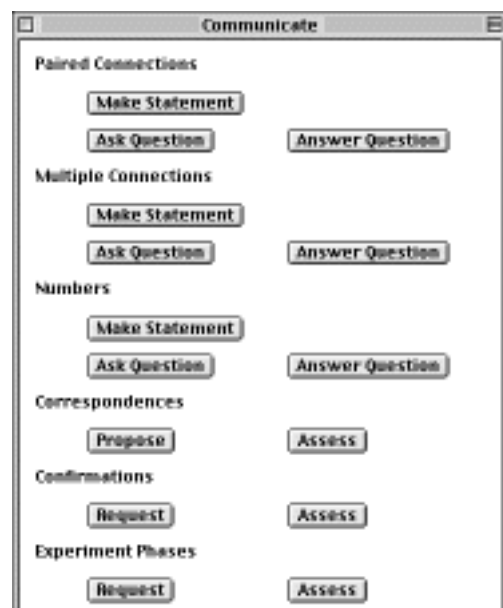 Communicate
Paired Connections
Make Statement
Ask Question Answer Question
Multiple Connections
Make Statement
Ask Question Answer Question
Numbers
Make Statement
Ask Question Answer Question
Correspondences
Propose Assess
Confirmations
Request Assess
Experiment Phases
Request Assess